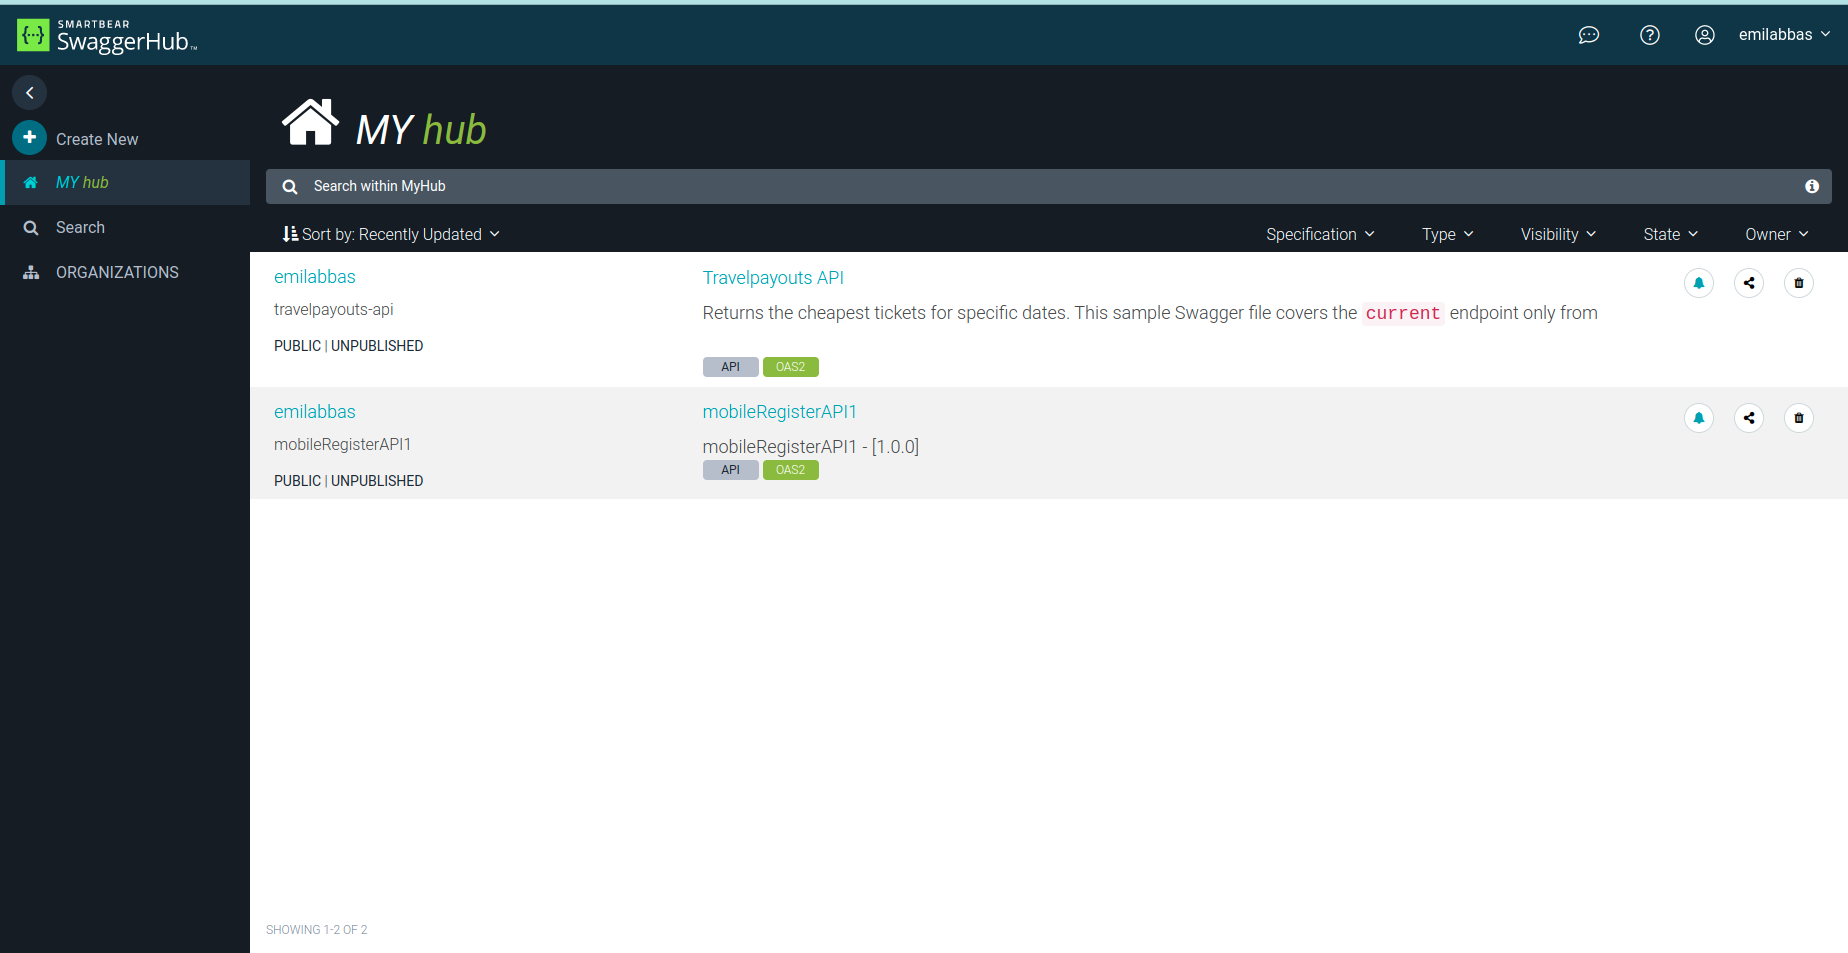 SMARTBEAR
SwaggerHub™
emilabbas
Create New
MY hub
Search
ORGANIZATIONS
MY hub
Search within MyHub
Sort by: Recently Updated
Specification
Type
Visibility
State
Owner
emilabbas
travelpayouts-api
PUBLIC | UNPUBLISHED
Travelpayouts API
Returns the cheapest tickets for specific dates. This sample Swagger file covers the current endpoint only from
API OAS2
emilabbas
mobileRegisterAPI1
PUBLIC | UNPUBLISHED
mobileRegisterAPI1
mobileRegisterAPI1 - [1.0.0]
API OAS2
SHOWING 1-2 OF 2